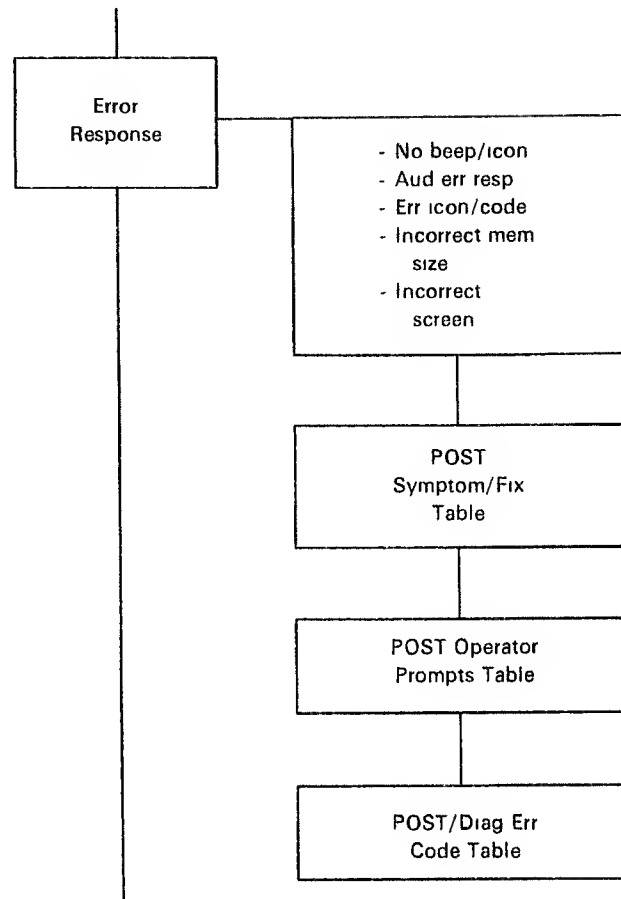 Error
Response
- No beep/icon
- Aud err resp
- Err icon/code
- Incorrect mem
size
- Incorrect
screen
POST
Symptom/Fix
Table
POST Operator
Prompts Table
POST/Diag Err
Code Table